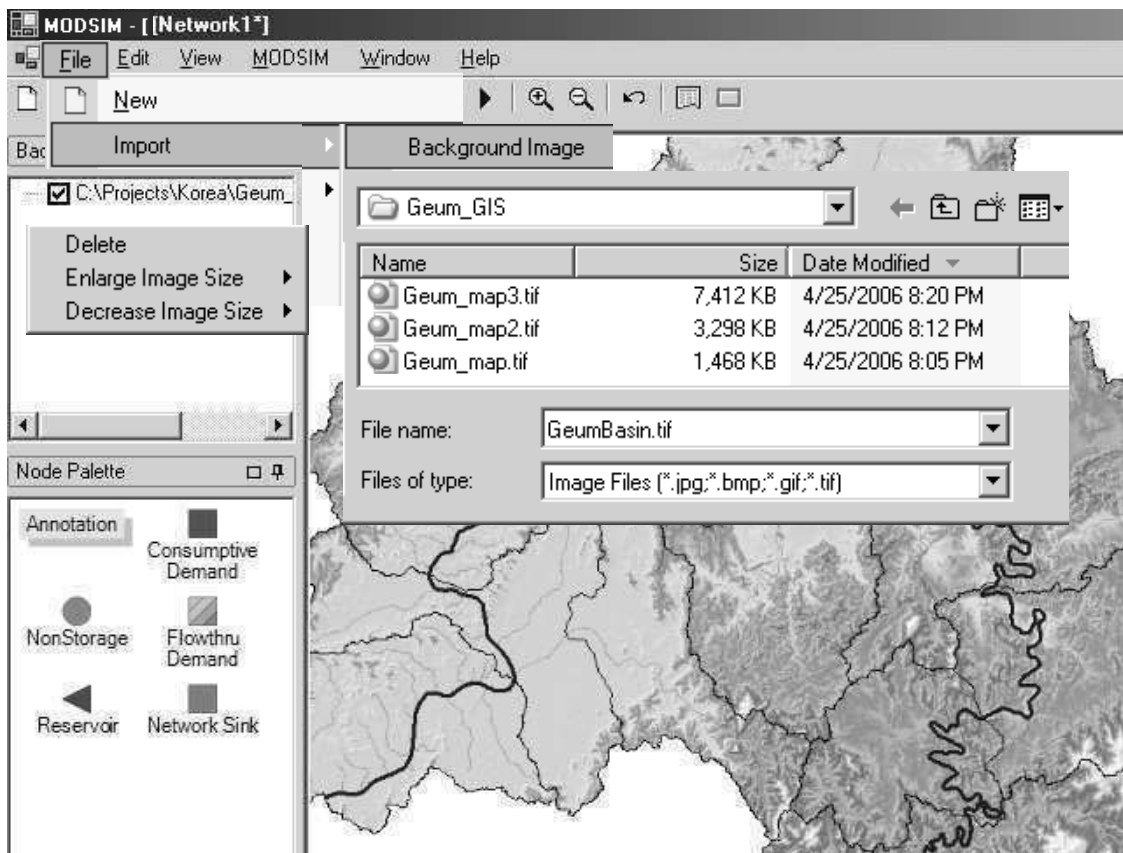 MODSIM - [ [Network1*]
File Edit View MODSIM Window Help
New
Import
Background Image
Bac
C:\Projects\Korea\Geum_
Delete
Enlarge Image Size
Decrease Image Size
Geum_GIS
Name Size Date Modified
Geum_map3.tif 7,412 KB 4/25/2006 8:20 PM
Geum_map2.tif 3,298 KB 4/25/2006 8:12 PM
Geum_map.tif 1,468 KB 4/25/2006 8:05 PM
File name: GeumBasin.tif
Files of type: Image Files (*.jpg;*.bmp;*.gif;*.tif)
Node Palette
Annotation
Consumptive
Demand
NonStorage
Flowthru
Demand
Reservoir
Network Sink